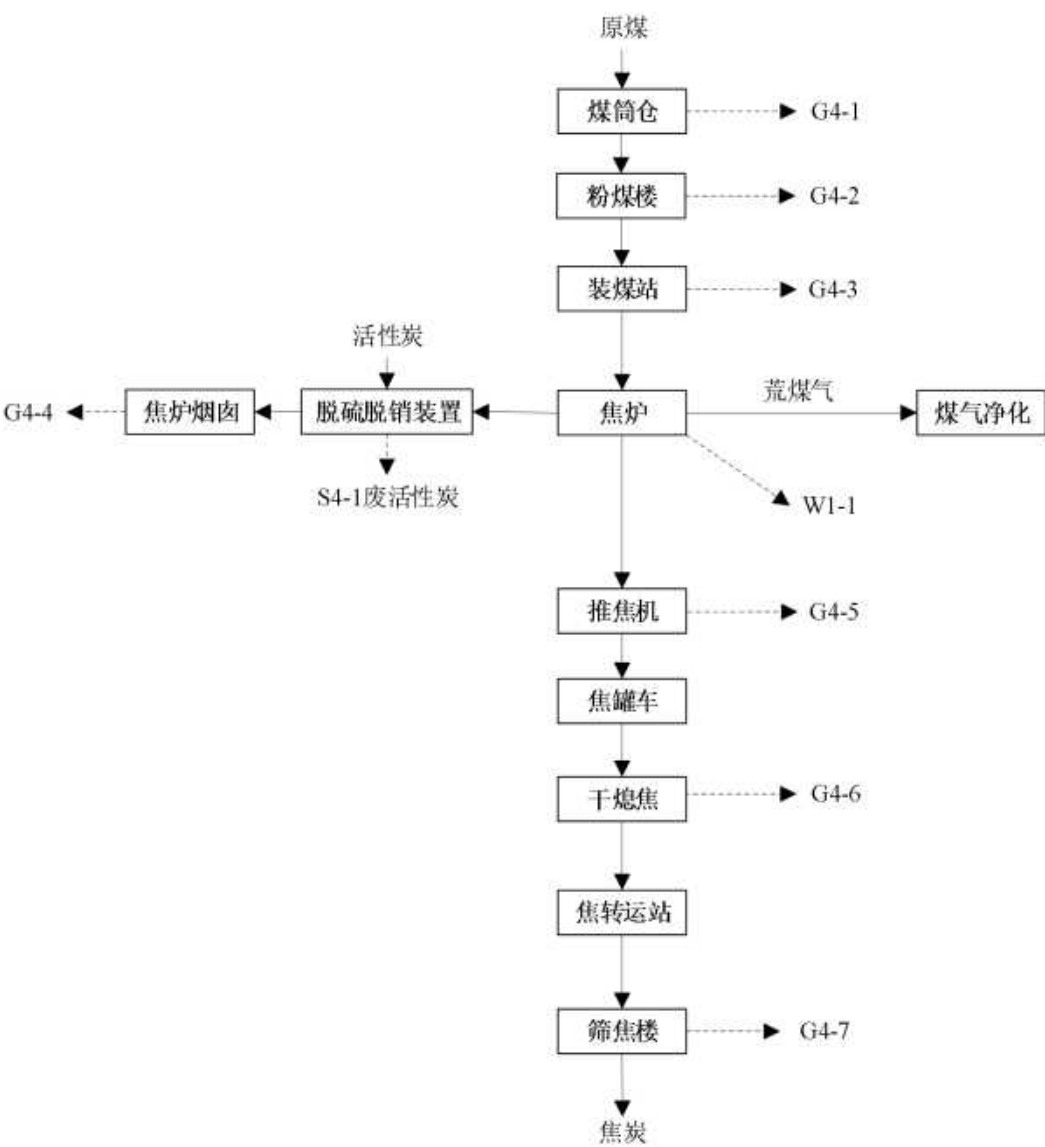 原煤
煤筒仓
G4-1
粉煤楼
G4-2
装煤站
G4-3
活性炭
荒煤气
G4-4
焦炉烟囱
脱硫脱销装置
焦炉
煤气净化
S4-1废活性炭
W1-1
推焦机
G4-5
焦罐车
干熄焦
G4-6
焦转运站
筛焦楼
G4-7
焦炭